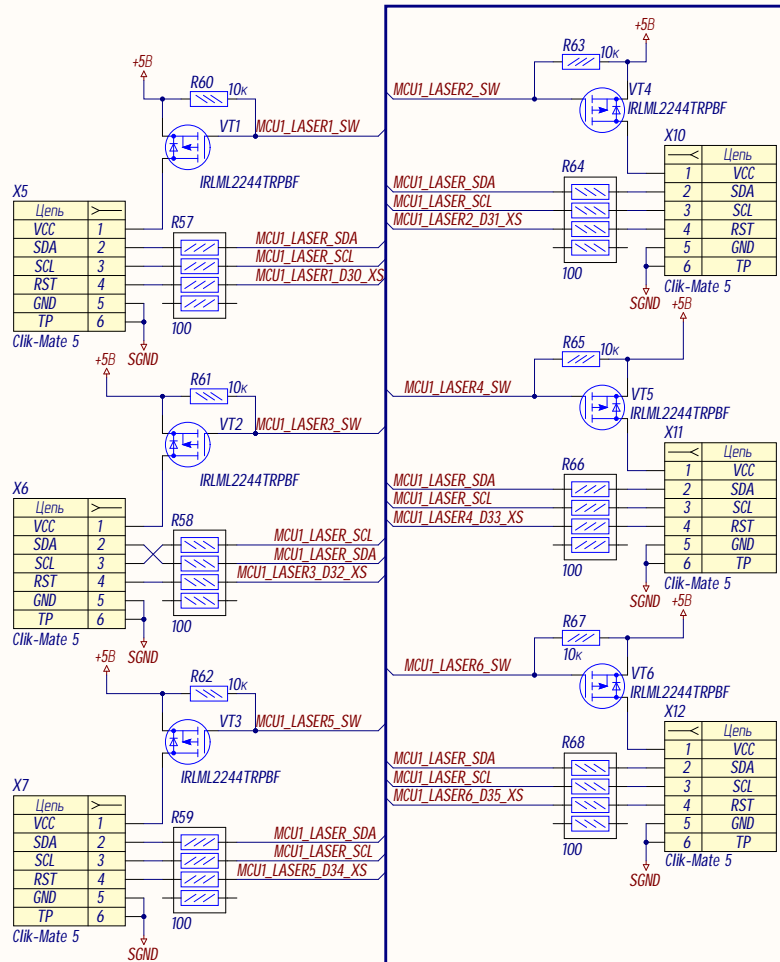 +5В
R60
10к
VT1
MCU1_LASER1_SW
IRLML2244TRPBF
X5
Цепь
VCC 1
SDA 2
SCL 3
RST 4
GND 5
TP 6
Clik-Mate 5
R57
MCU1_LASER_SDA
MCU1_LASER_SCL
MCU1_LASER1_D30_XS
100
SGND
+5В
R61
10к
VT2
MCU1_LASER3_SW
IRLML2244TRPBF
X6
Цепь
VCC 1
SDA 2
SCL 3
RST 4
GND 5
TP 6
Clik-Mate 5
R58
MCU1_LASER_SCL
MCU1_LASER_SDA
MCU1_LASER3_D32_XS
100
SGND
+5В
R62
10к
VT3
MCU1_LASER5_SW
IRLML2244TRPBF
X7
Цепь
VCC 1
SDA 2
SCL 3
RST 4
GND 5
TP 6
Clik-Mate 5
R59
MCU1_LASER_SDA
MCU1_LASER_SCL
MCU1_LASER5_D34_XS
100
SGND
+5В
R63
10к
MCU1_LASER2_SW
VT4
IRLML2244TRPBF
X10
Цепь
1 VCC
2 SDA
3 SCL
4 RST
5 GND
6 TP
Clik-Mate 5
R64
MCU1_LASER_SDA
MCU1_LASER_SCL
MCU1_LASER2_D31_XS
100
SGND
+5В
R65
10к
MCU1_LASER4_SW
VT5
IRLML2244TRPBF
X11
Цепь
1 VCC
2 SDA
3 SCL
4 RST
5 GND
6 TP
Clik-Mate 5
R66
MCU1_LASER_SDA
MCU1_LASER_SCL
MCU1_LASER4_D33_XS
100
SGND
+5В
R67
10к
MCU1_LASER6_SW
VT6
IRLML2244TRPBF
X12
Цепь
1 VCC
2 SDA
3 SCL
4 RST
5 GND
6 TP
Clik-Mate 5
R68
MCU1_LASER_SDA
MCU1_LASER_SCL
MCU1_LASER6_D35_XS
100
SGND